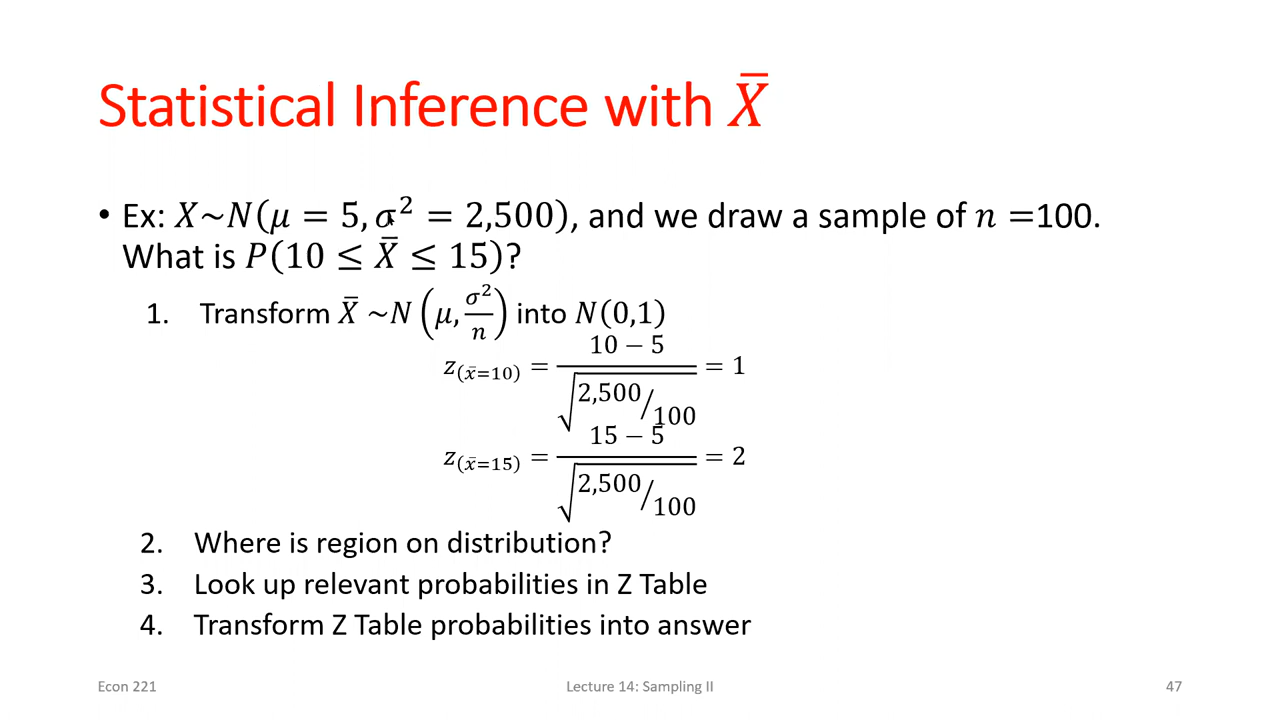 Statistical Inference with X̅
• Ex: X~N(μ = 5, σ² = 2,500), and we draw a sample of n =100.
What is P(10 ≤ X̅ ≤ 15)?
1. Transform X̅ ~N(μ, σ²/n) into N(0,1)
z₍x̄=10₎ = (10 − 5)/√(2,500/100) = 1
z₍x̄=15₎ = (15 − 5)/√(2,500/100) = 2
2. Where is region on distribution?
3. Look up relevant probabilities in Z Table
4. Transform Z Table probabilities into answer
Econ 221 Lecture 14: Sampling II 47